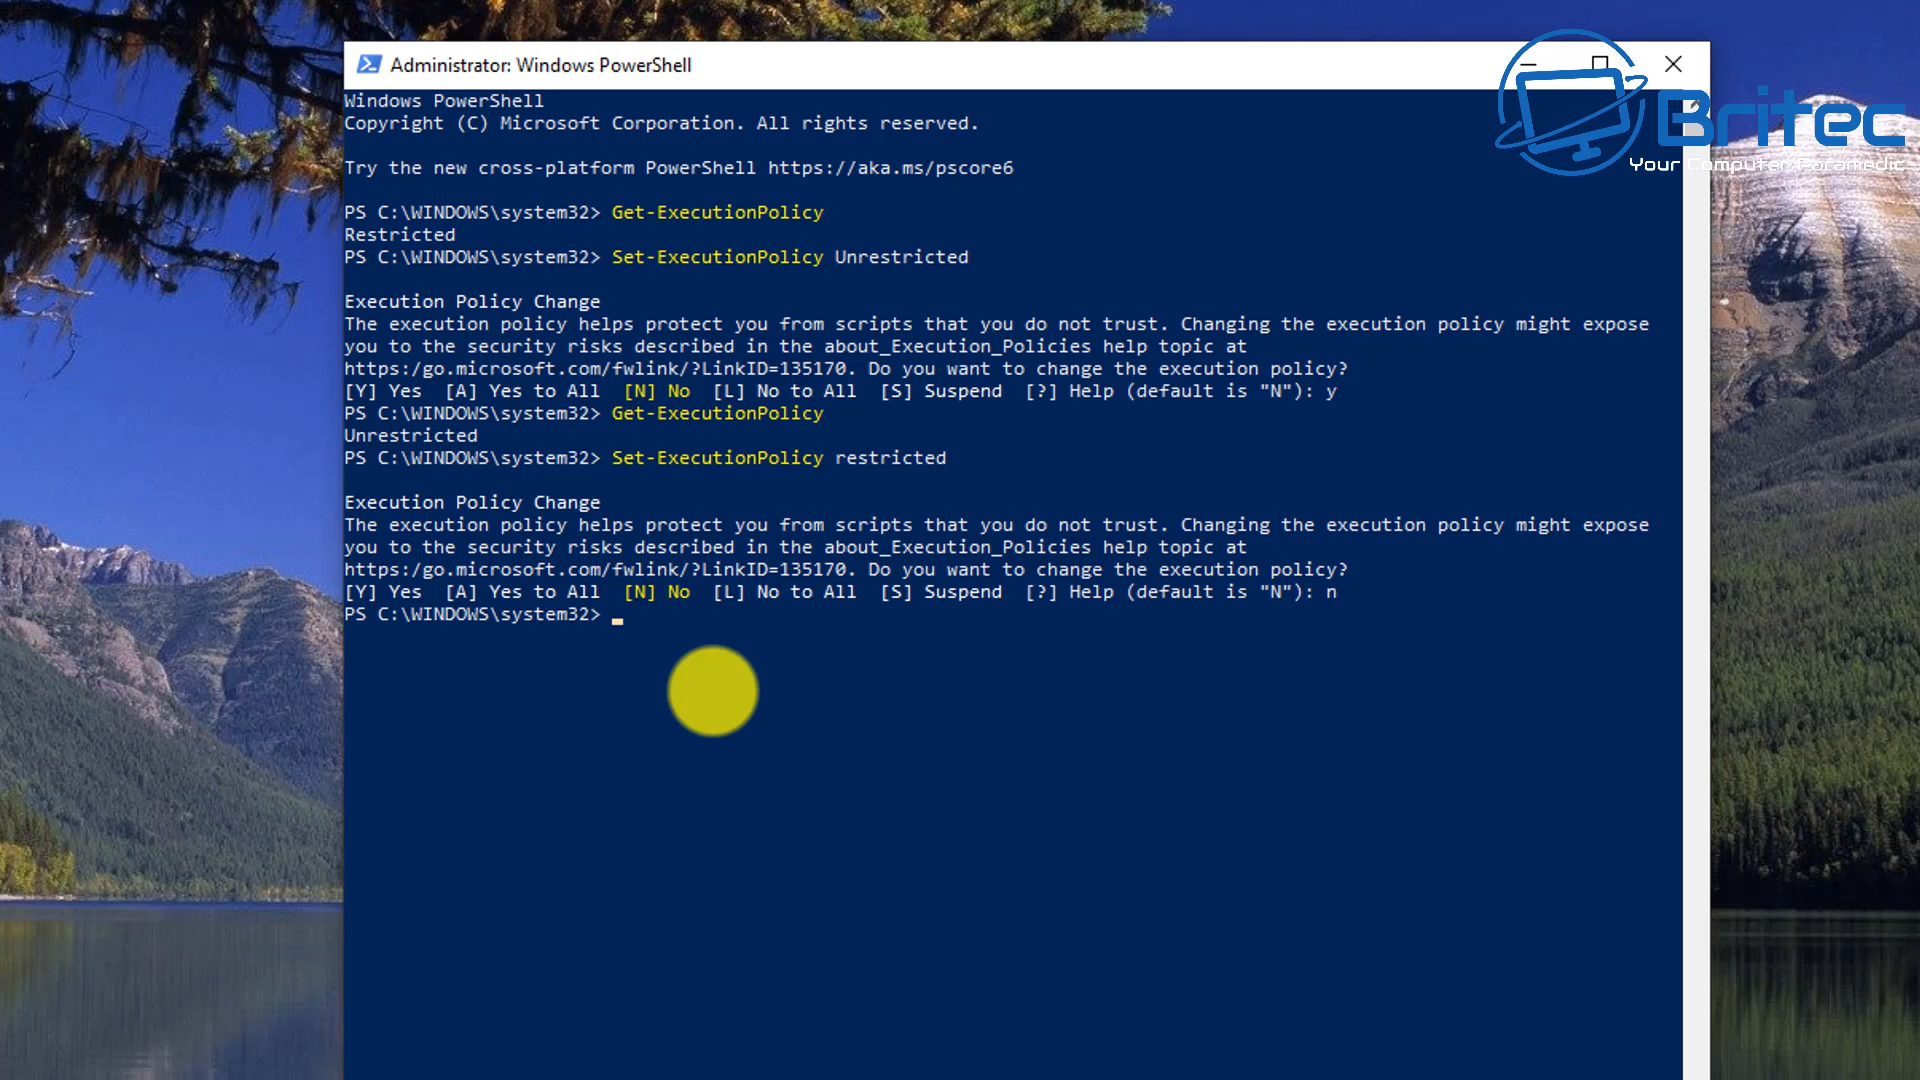 Administrator: Windows PowerShell
Britec
Your Computer Paramedic
Windows PowerShell
Copyright (C) Microsoft Corporation. All rights reserved.
Try the new cross-platform PowerShell https://aka.ms/pscore6
PS C:\WINDOWS\system32> Get-ExecutionPolicy
Restricted
PS C:\WINDOWS\system32> Set-ExecutionPolicy Unrestricted
Execution Policy Change
The execution policy helps protect you from scripts that you do not trust. Changing the execution policy might expose
you to the security risks described in the about_Execution_Policies help topic at
https:/go.microsoft.com/fwlink/?LinkID=135170. Do you want to change the execution policy?
[Y] Yes  [A] Yes to All  [N] No  [L] No to All  [S] Suspend  [?] Help (default is "N"): y
PS C:\WINDOWS\system32> Get-ExecutionPolicy
Unrestricted
PS C:\WINDOWS\system32> Set-ExecutionPolicy restricted
Execution Policy Change
The execution policy helps protect you from scripts that you do not trust. Changing the execution policy might expose
you to the security risks described in the about_Execution_Policies help topic at
https:/go.microsoft.com/fwlink/?LinkID=135170. Do you want to change the execution policy?
[Y] Yes  [A] Yes to All  [N] No  [L] No to All  [S] Suspend  [?] Help (default is "N"): n
PS C:\WINDOWS\system32>